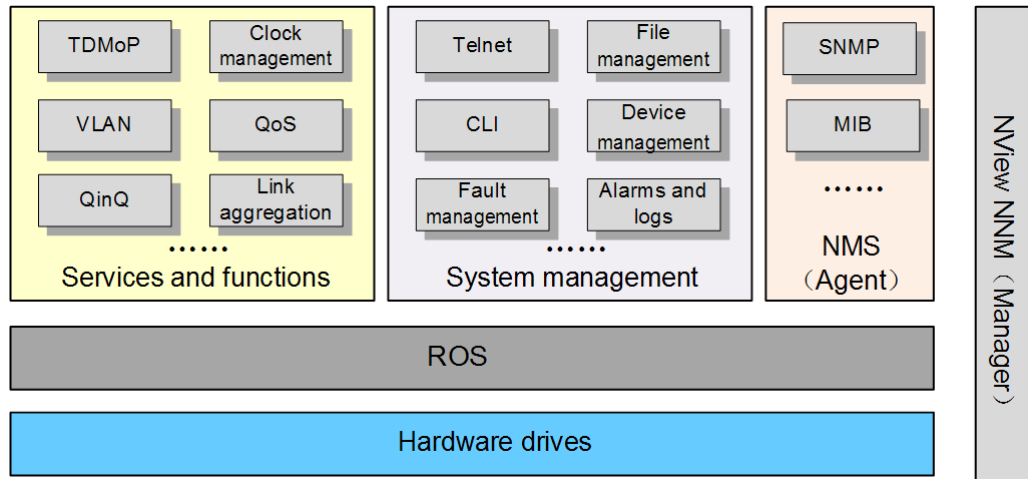 TDMoP
Clock
management
VLAN
QoS
QinQ
Link
aggregation
……
Services and functions
Telnet
File
management
CLI
Device
management
Fault
management
Alarms and
logs
……
System management
SNMP
MIB
……
NMS
（Agent）
ROS
Hardware drives
NView NNM（Manager）